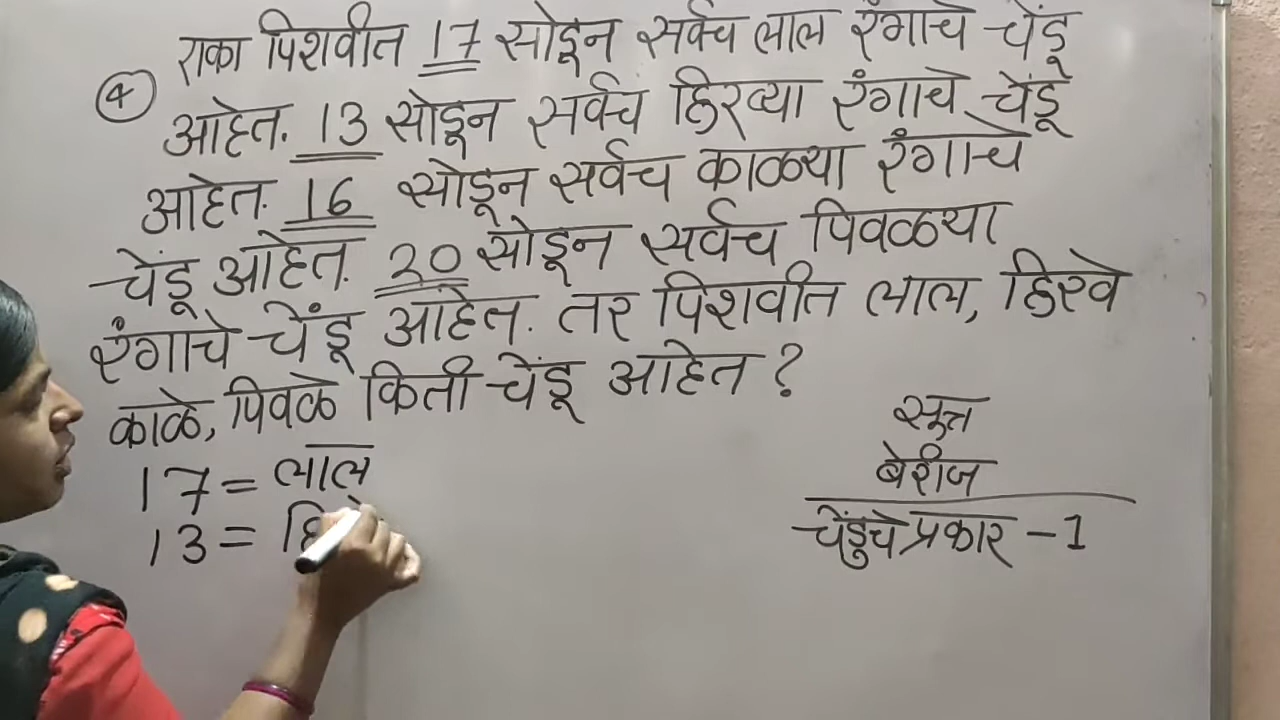 एका पिशवीत 17 सोडून सर्वच लाल रंगाचे चेंडू
④ आहेत. 13 सोडून सर्वच हिरव्या रंगाचे चेंडू
आहेत. 16 सोडून सर्वच काळ्या रंगाचे
चेंडू आहेत. 20 सोडून सर्वच पिवळ्या
रंगाचे चेंडू आहेत. तर पिशवीत लाल, हिरवे
काळे, पिवळे किती चेंडू आहेत ?
17 = लाल
13 =
सूत्र
बेरीज
चेंडूचे प्रकार - 1